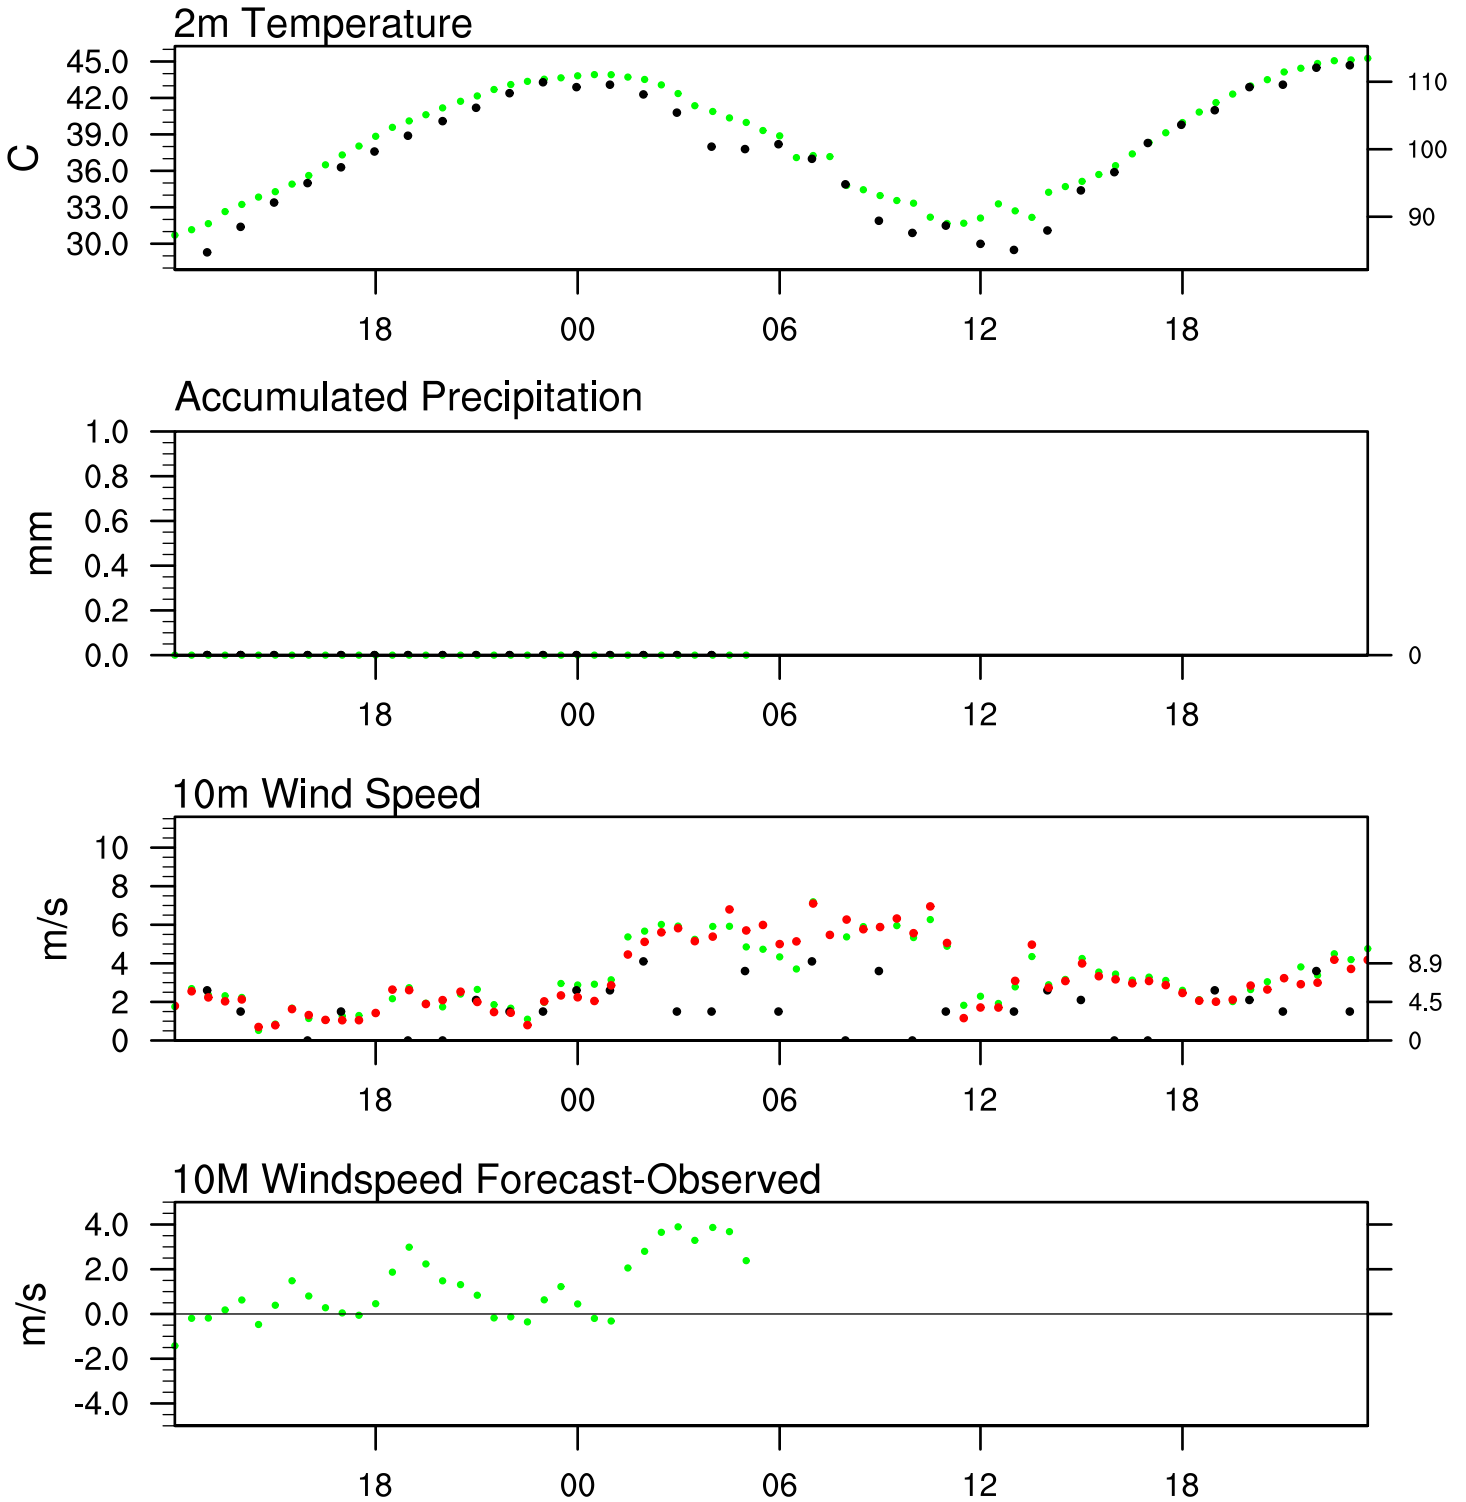 2m Temperature
45.0
42.0
39.0
36.0
33.0
30.0
C
110
100
90
18 00 06 12 18
Accumulated Precipitation
1.0
0.8
0.6
0.4
0.2
0.0
mm
0
18 00 06 12 18
10m Wind Speed
10
8
6
4
2
0
m/s
8.9
4.5
0
18 00 06 12 18
10M Windspeed Forecast-Observed
4.0
2.0
0.0
-2.0
-4.0
m/s
18 00 06 12 18